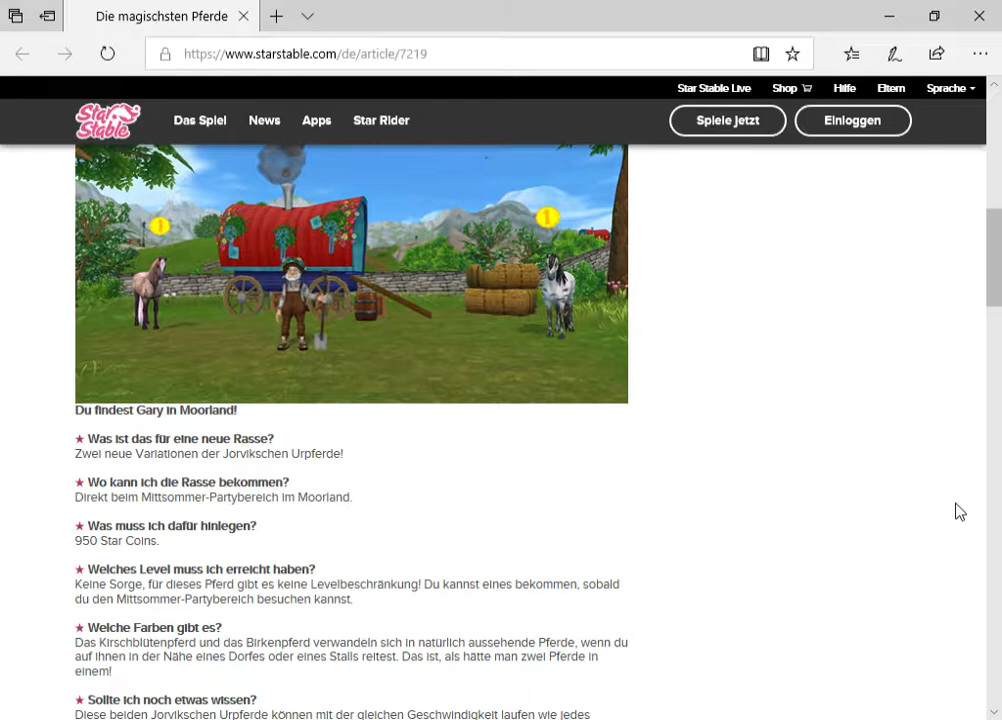 Die magischsten Pferde
https://www.starstable.com/de/article/7219
Star Stable Live Shop Hilfe Eltern Sprache
Star Stable
Das Spiel News Apps Star Rider Spiele jetzt Einloggen
Du findest Gary in Moorland!
★ Was ist das für eine neue Rasse?
Zwei neue Variationen der Jorvikschen Urpferde!
★ Wo kann ich die Rasse bekommen?
Direkt beim Mittsommer-Partybereich im Moorland.
★ Was muss ich dafür hinlegen?
950 Star Coins.
★ Welches Level muss ich erreicht haben?
Keine Sorge, für dieses Pferd gibt es keine Levelbeschränkung! Du kannst eines bekommen, sobald
du den Mittsommer-Partybereich besuchen kannst.
★ Welche Farben gibt es?
Das Kirschblütenpferd und das Birkenpferd verwandeln sich in natürlich aussehende Pferde, wenn du
auf ihnen in der Nähe eines Dorfes oder eines Stalls reitest. Das ist, als hätte man zwei Pferde in
einem!
★ Sollte ich noch etwas wissen?
Diese beiden Jorvikschen Urpferde können mit der gleichen Geschwindigkeit laufen wie jedes